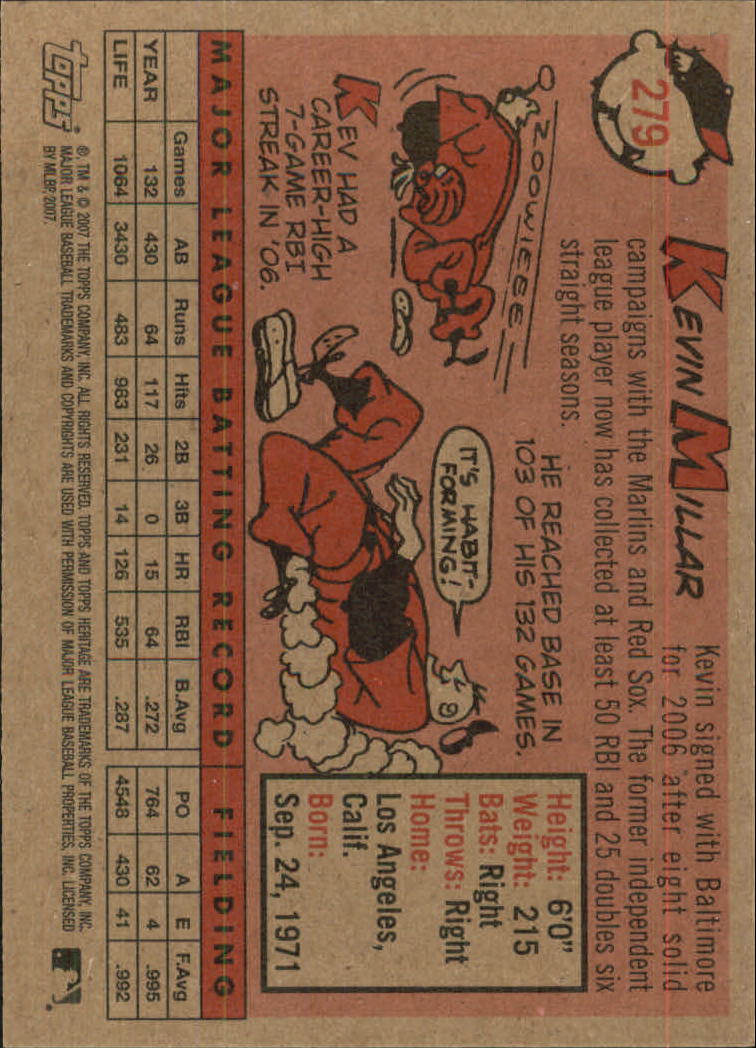 279
KEVIN MILLAR
Kevin signed with Baltimore
for 2006 after eight solid
campaigns with the Marlins and Red Sox. The former independent
league player now has collected at least 50 RBI and 25 doubles six
straight seasons.
ZOOWIEEE
KEV HAD A
CAREER-HIGH
7-GAME RBI
STREAK IN '06.
HE REACHED BASE IN
103 OF HIS 132 GAMES.
IT'S HABIT-
FORMING!
Height: 6'0"
Weight: 215
Bats: Right
Throws: Right
Home:
Los Angeles,
Calif.
Born:
Sep. 24, 1971
MAJOR LEAGUE BATTING RECORD FIELDING
Games AB Runs Hits 2B 3B HR RBI B.Avg PO A E F.Avg
YEAR 132 430 64 117 26 0 15 64 .272 764 62 4 .995
LIFE 1064 3430 483 983 231 14 126 535 .287 4548 430 41 .992
topps®
®, TM & © 2007 THE TOPPS COMPANY, INC. ALL RIGHTS RESERVED. TOPPS AND TOPPS HERITAGE ARE TRADEMARKS OF THE TOPPS COMPANY, INC.
MAJOR LEAGUE BASEBALL TRADEMARKS AND COPYRIGHTS ARE USED WITH PERMISSION OF MAJOR LEAGUE BASEBALL PROPERTIES, INC. LICENSED
BY MLBP, 2007.